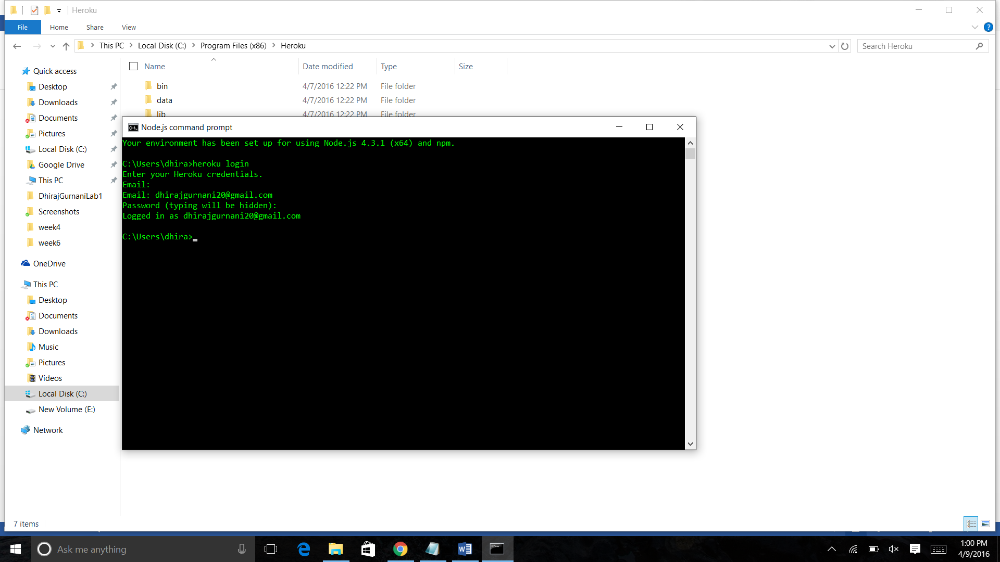 Heroku
File Home Share View
This PC Local Disk (C:) Program Files (x86) Heroku
Search Heroku
Name Date modified Type Size
bin 4/7/2016 12:22 PM File folder
data 4/7/2016 12:22 PM File folder
lib 4/7/2016 12:22 PM File folder
Quick access
Desktop
Downloads
Documents
Pictures
Local Disk (C:)
Google Drive
This PC
DhirajGurnaniLab1
Screenshots
week4
week6
OneDrive
This PC
Desktop
Documents
Downloads
Music
Pictures
Videos
Local Disk (C:)
New Volume (E:)
Network
Node.js command prompt
Your environment has been set up for using Node.js 4.3.1 (x64) and npm.
C:\Users\dhira>heroku login
Enter your Heroku credentials.
Email:
Email: dhirajgurnani20@gmail.com
Password (typing will be hidden):
Logged in as dhirajgurnani20@gmail.com
C:\Users\dhira>
7 items
Ask me anything
1:00 PM
4/9/2016